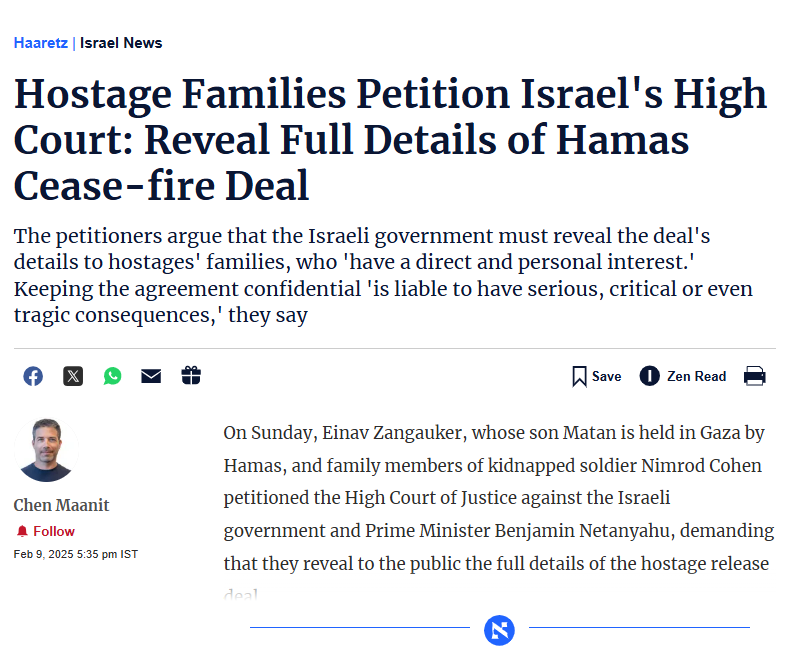 Haaretz | Israel News
Hostage Families Petition Israel's High
Court: Reveal Full Details of Hamas
Cease-fire Deal
The petitioners argue that the Israeli government must reveal the deal's
details to hostages' families, who 'have a direct and personal interest.'
Keeping the agreement confidential 'is liable to have serious, critical or even
tragic consequences,' they say
Save
Zen Read
Chen Maanit
Follow
Feb 9, 2025 5:35 pm IST
On Sunday, Einav Zangauker, whose son Matan is held in Gaza by
Hamas, and family members of kidnapped soldier Nimrod Cohen
petitioned the High Court of Justice against the Israeli
government and Prime Minister Benjamin Netanyahu, demanding
that they reveal to the public the full details of the hostage release
deal